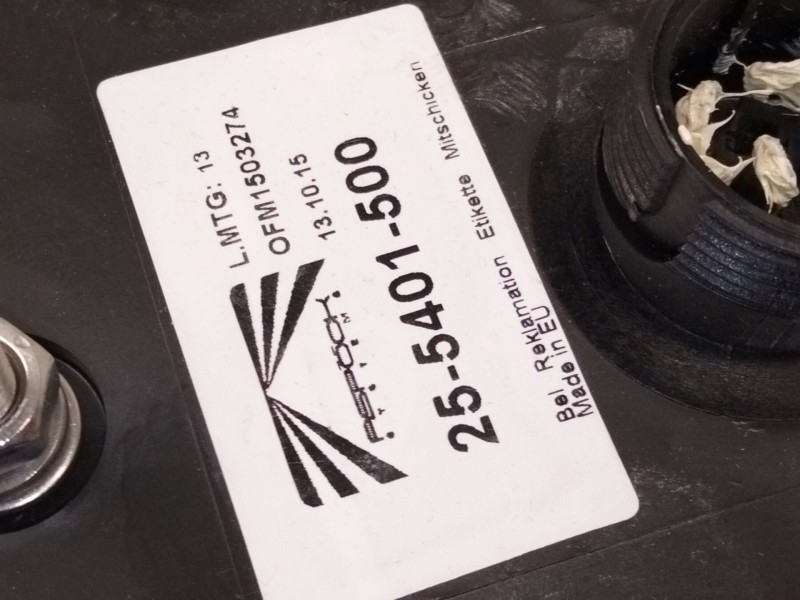 L.MTG: 13
OFM1503274
13.10.15
25-5401-500
Bei Reklamation Etikette Mitschicken
Made in EU